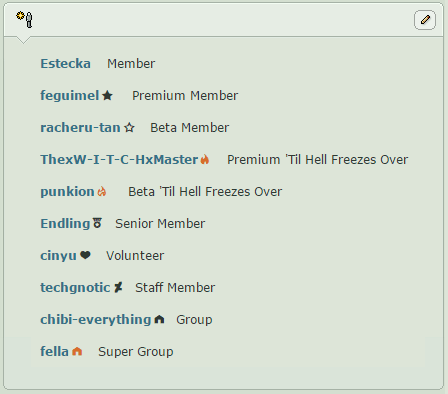 Estecka Member
feguimel Premium Member
racheru-tan Beta Member
ThexW-I-T-C-HxMaster Premium 'Til Hell Freezes Over
punkion Beta 'Til Hell Freezes Over
Endling Senior Member
cinyu Volunteer
techgnotic Staff Member
chibi-everything Group
fella Super Group